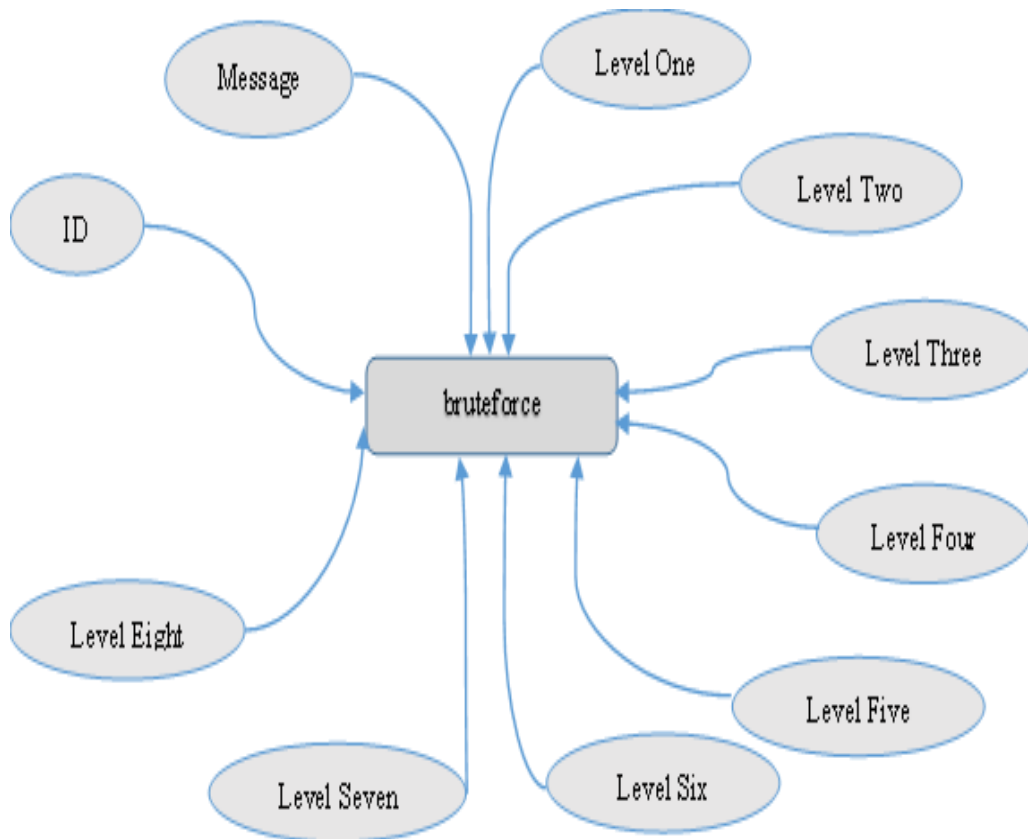 Message
Level One
Level Two
ID
Level Three
bruteforce
Level Four
Level Eight
Level Five
Level Seven
Level Six